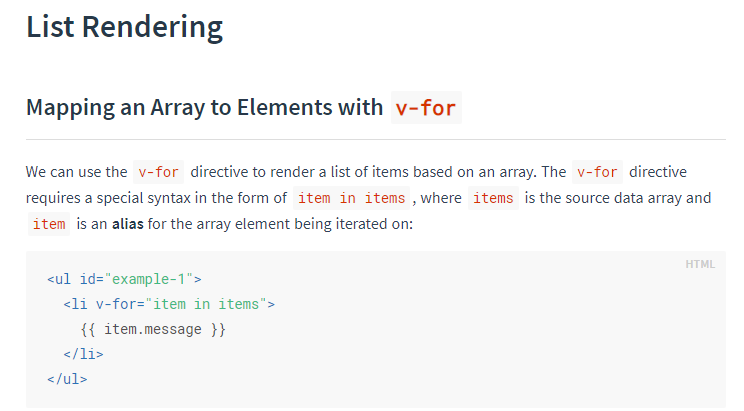 List Rendering
Mapping an Array to Elements with v-for
We can use the v-for directive to render a list of items based on an array. The v-for directive
requires a special syntax in the form of item in items , where items is the source data array and
item is an alias for the array element being iterated on:
HTML
<ul id="example-1">
  <li v-for="item in items">
    {{ item.message }}
  </li>
</ul>